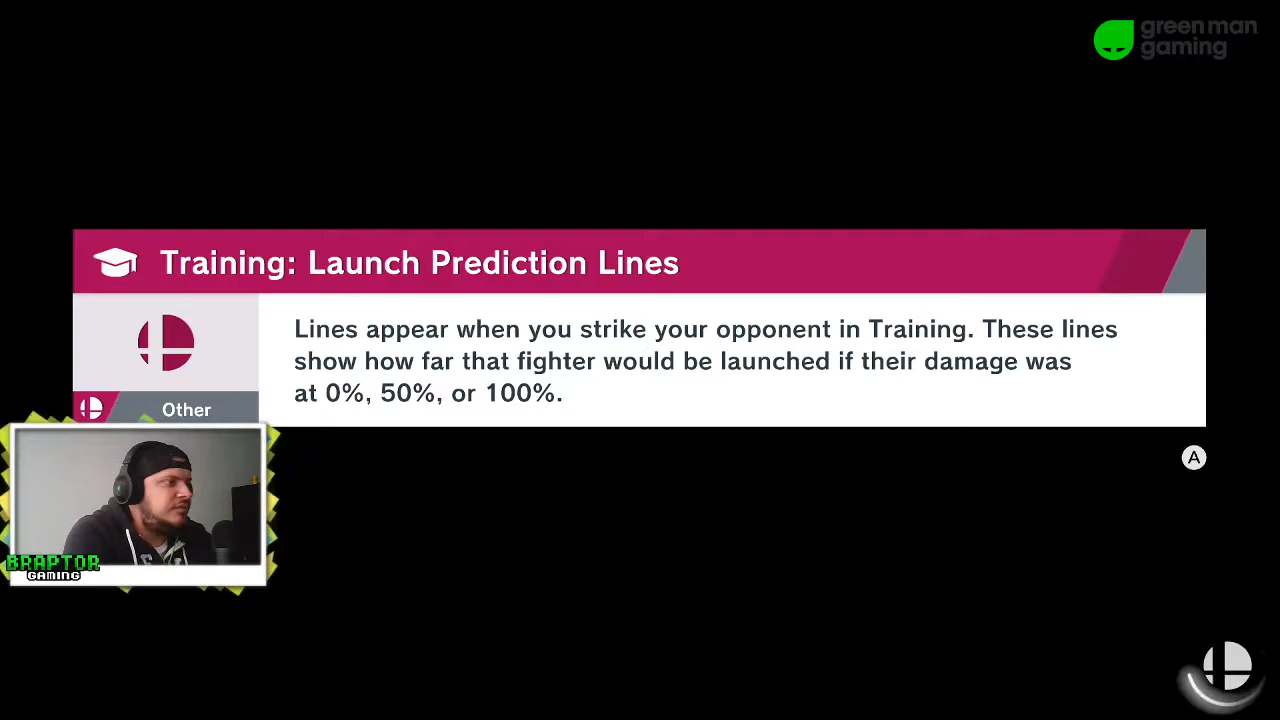 green man
gaming
Training: Launch Prediction Lines
Lines appear when you strike your opponent in Training. These lines
show how far that fighter would be launched if their damage was
at 0%, 50%, or 100%.
Other
A
BRAPTOR
GAMING